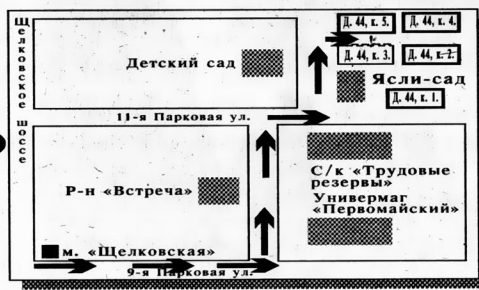 Щелковское шоссе
Д. 44, к. 5.
Д. 44, к. 4.
Д. 44, к. 3.
Д. 44, к. 2.
Детский сад
Ясли-сад
Д. 44, к. 1.
11-я Парковая ул.
С/к «Трудовые
резервы»
Р-н «Встреча»
Универмаг
«Первомайский»
м. «Щелковская»
9-я Парковая ул.